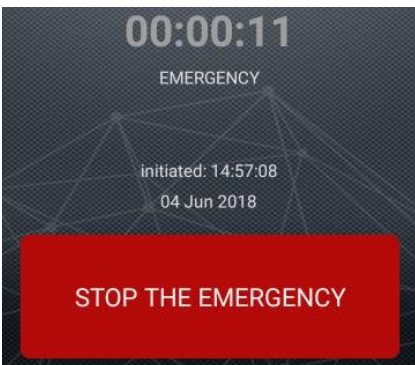 00:00:11
EMERGENCY
initiated: 14:57:08
04 Jun 2018
STOP THE EMERGENCY